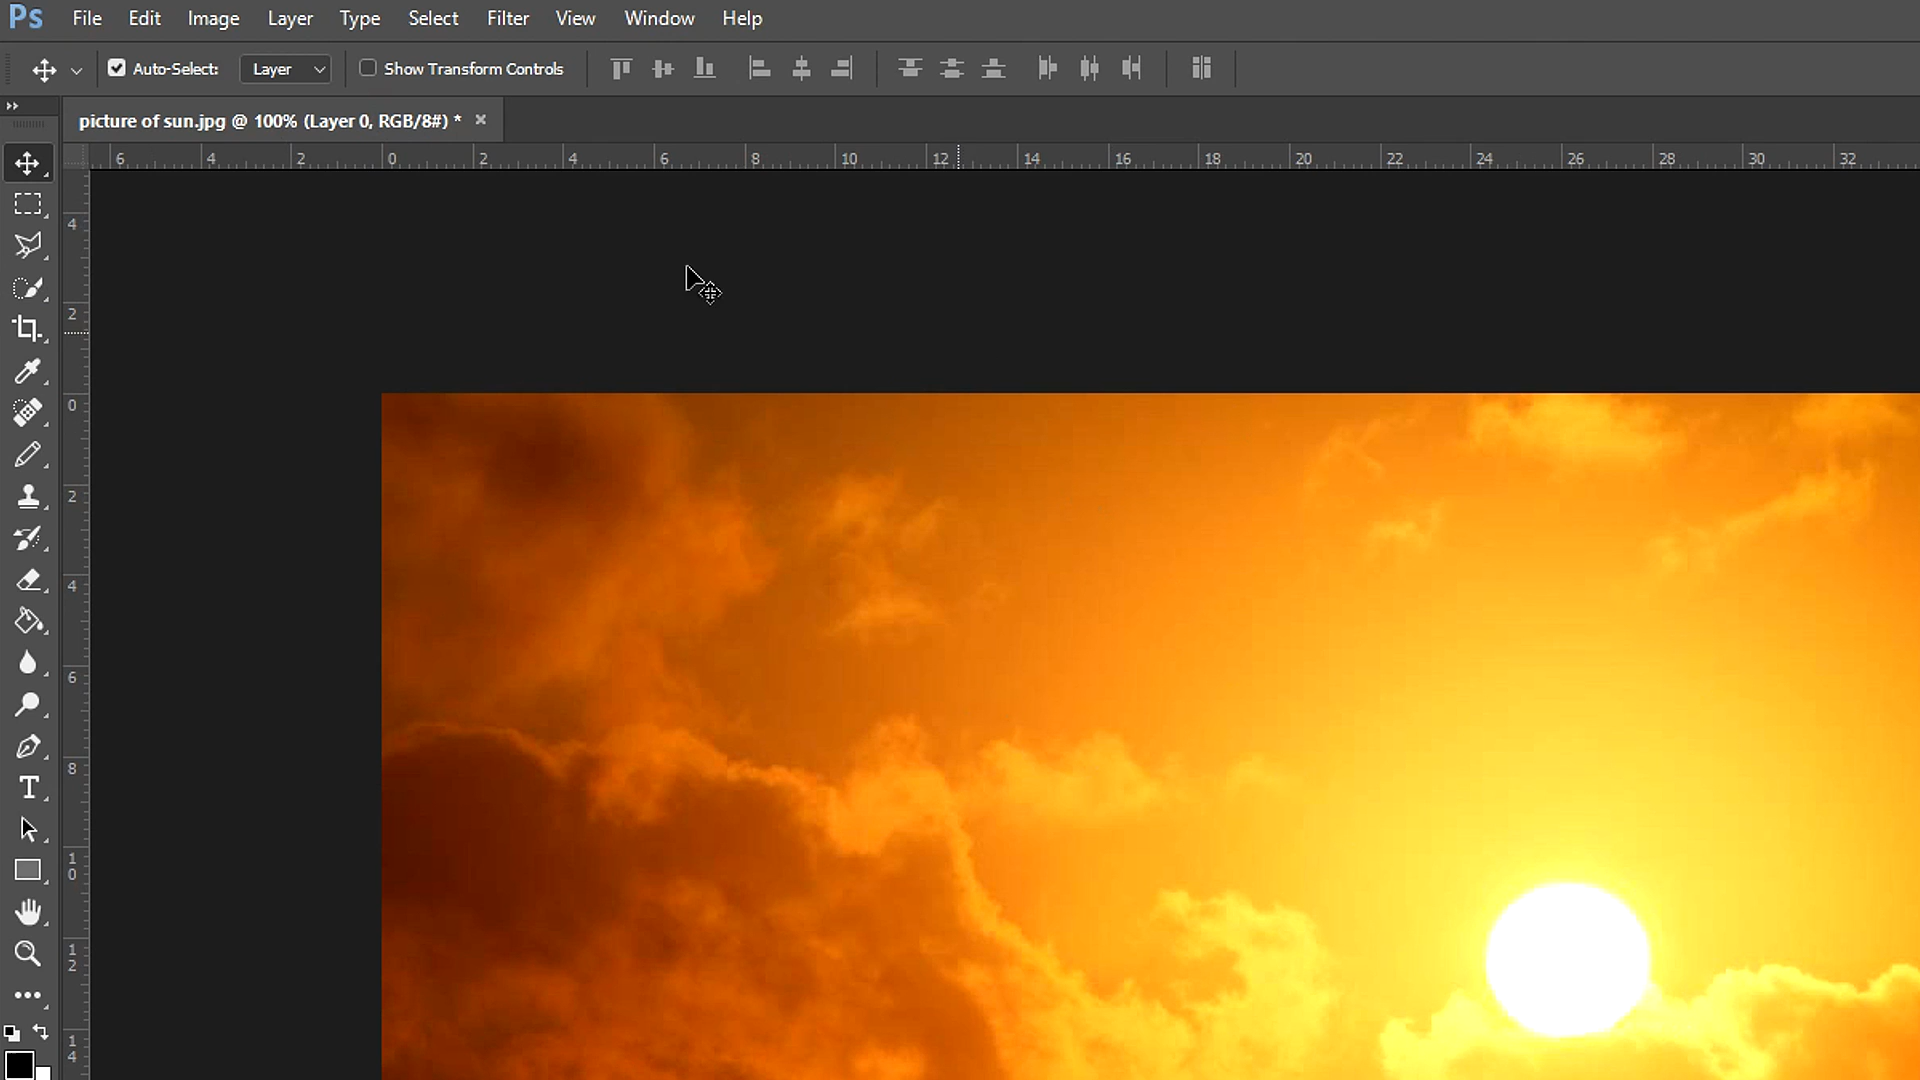 Ps File Edit Image Layer Type Select Filter View Window Help
Auto-Select: Layer Show Transform Controls
picture of sun.jpg @ 100% (Layer 0, RGB/8#) * ×
6 4 2 0 2 4 6 8 10 12 14 16 18 20 22 24 26 28 30 32
4
2
0
2
4
6
8
10
12
14
T